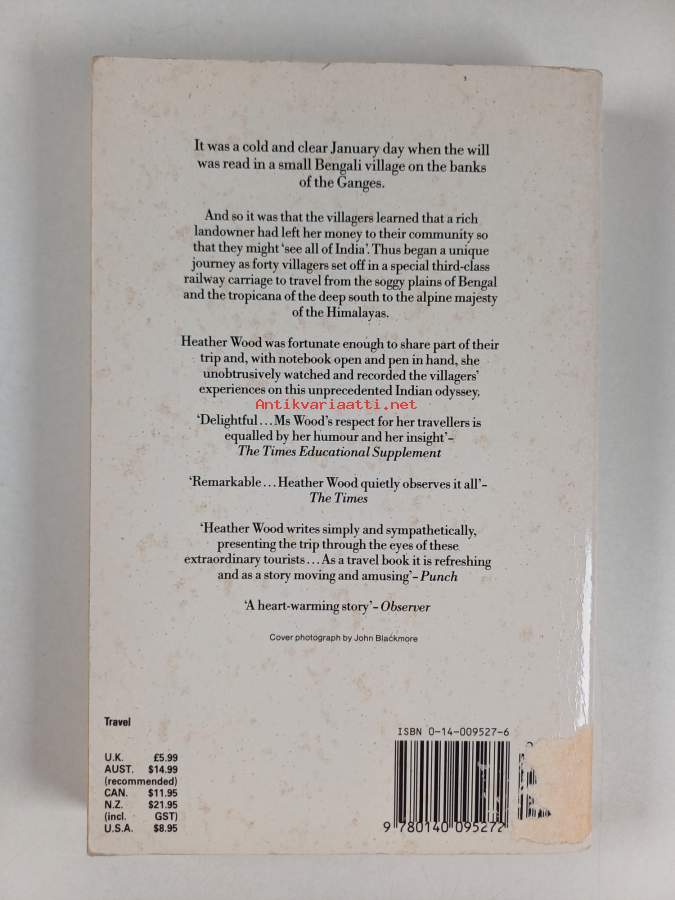 It was a cold and clear January day when the will
was read in a small Bengali village on the banks
of the Ganges.
And so it was that the villagers learned that a rich
landowner had left her money to their community so
that they might ‘see all of India’. Thus began a unique
journey as forty villagers set off in a special third-class
railway carriage to travel from the soggy plains of Bengal
and the tropicana of the deep south to the alpine majesty
of the Himalayas.
Heather Wood was fortunate enough to share part of their
trip and, with notebook open and pen in hand, she
unobtrusively watched and recorded the villagers’
experiences on this unprecedented Indian odyssey.
Antikvariaatti.net
‘Delightful...Ms Wood’s respect for her travellers is
equalled by her humour and her insight’–
The Times Educational Supplement
‘Remarkable...Heather Wood quietly observes it all’–
The Times
‘Heather Wood writes simply and sympathetically,
presenting the trip through the eyes of these
extraordinary tourists...As a travel book it is refreshing
and as a story moving and amusing’–Punch
‘A heart-warming story’–Observer
Cover photograph by John Blackmore
Travel
ISBN 0-14-009527-6
U.K. £5.99
AUST. $14.99
(recommended)
CAN. $11.95
N.Z. $21.95
(incl. GST)
U.S.A. $8.95
9 780140 095272